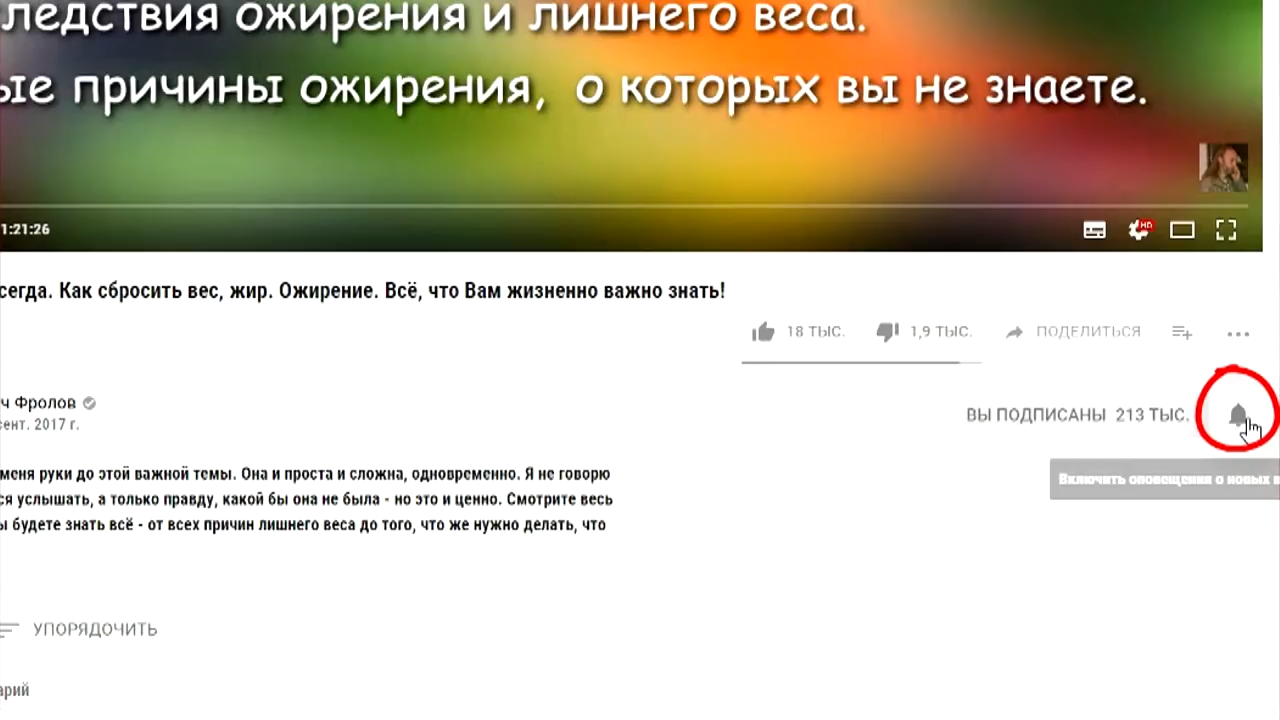 ледствия ожирения и лишнего веса.
ые причины ожирения, о которых вы не знаете.
1:21:26
HD
сегда. Как сбросить вес, жир. Ожирение. Всё, что Вам жизненно важно знать!
18 ТЫС. 1,9 ТЫС. ПОДЕЛИТЬСЯ
ч Фролов
сент. 2017 г.
ВЫ ПОДПИСАНЫ 213 ТЫС.
Включить оповещения о новых в
меня руки до этой важной темы. Она и проста и сложна, одновременно. Я не говорю
ся услышать, а только правду, какой бы она не была - но это и ценно. Смотрите весь
ы будете знать всё - от всех причин лишнего веса до того, что же нужно делать, что
УПОРЯДОЧИТЬ
арий